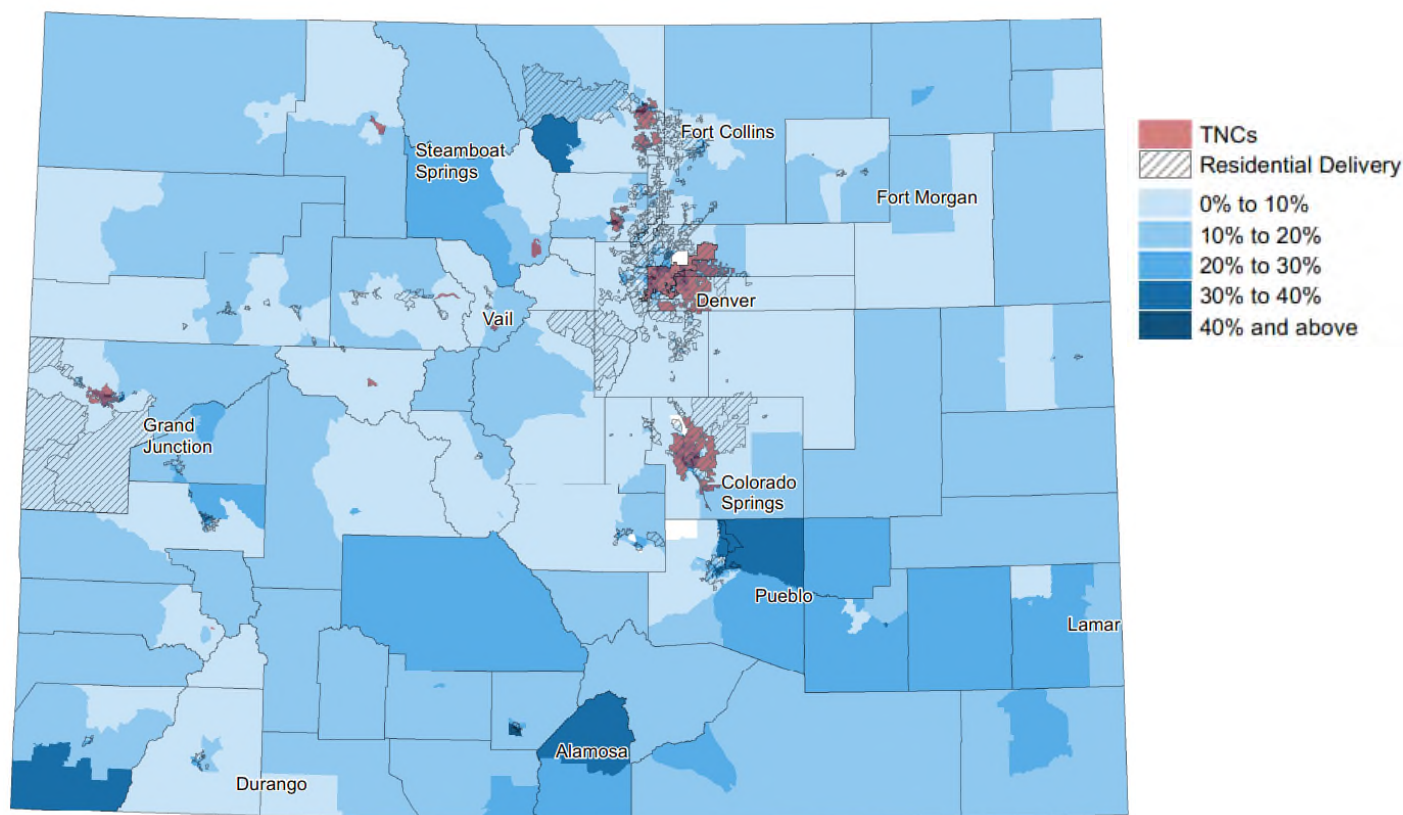 Fort Collins
Steamboat
Springs
Fort Morgan
Denver
Vail
Grand
Junction
Colorado
Springs
Pueblo
Lamar
Alamosa
Durango
TNCs
Residential Delivery
0% to 10%
10% to 20%
20% to 30%
30% to 40%
40% and above